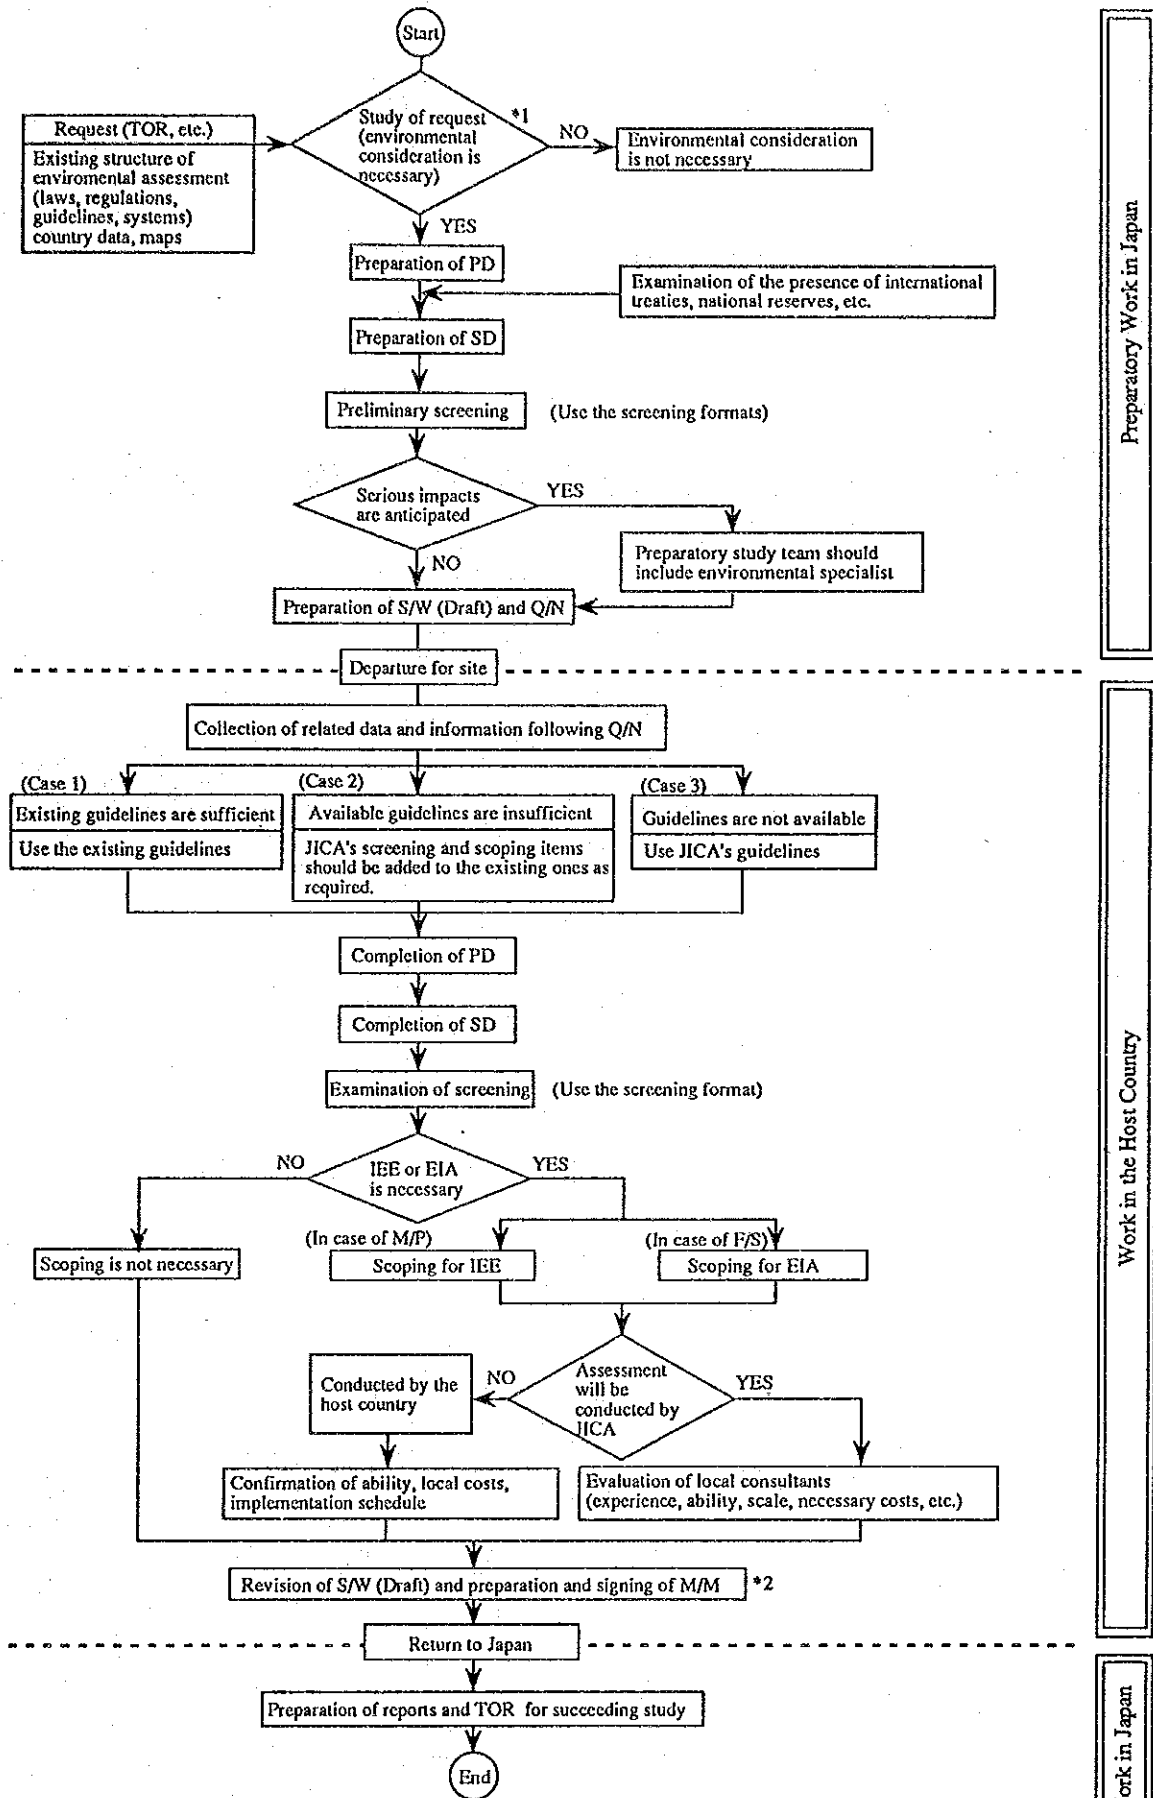 Start
Study of request
(environmental
consideration is
necessary)
*1
Request (TOR, etc.)
Existing structure of
enviromental assessment
(laws, regulations,
guidelines, systems)
country data, maps
NO
Environmental consideration
is not necessary
YES
Preparation of PD
Examination of the presence of international
treaties, national reserves, etc.
Preparation of SD
Preliminary screening
(Use the screening formats)
Serious impacts
are anticipated
YES
Preparatory study team should
include environmental specialist
NO
Preparation of S/W (Draft) and Q/N
Preparatory Work in Japan
Departure for site
Collection of related data and information following Q/N
(Case 1)
Existing guidelines are sufficient
Use the existing guidelines
(Case 2)
Available guidelines are insufficient
JICA's screening and scoping items
should be added to the existing ones as
required.
(Case 3)
Guidelines are not available
Use JICA's guidelines
Completion of PD
Completion of SD
Examination of screening
(Use the screening format)
IEE or EIA
is necessary
NO
YES
Scoping is not necessary
(In case of M/P)
Scoping for IEE
(In case of F/S)
Scoping for EIA
Assessment
will be
conducted by
JICA
NO
YES
Conducted by the
host country
Confirmation of ability, local costs,
implementation schedule
Evaluation of local consultants
(experience, ability, scale, necessary costs, etc.)
Revision of S/W (Draft) and preparation and signing of M/M
*2
Work in the Host Country
Return to Japan
Preparation of reports and TOR for succeeding study
End
ork in Japan